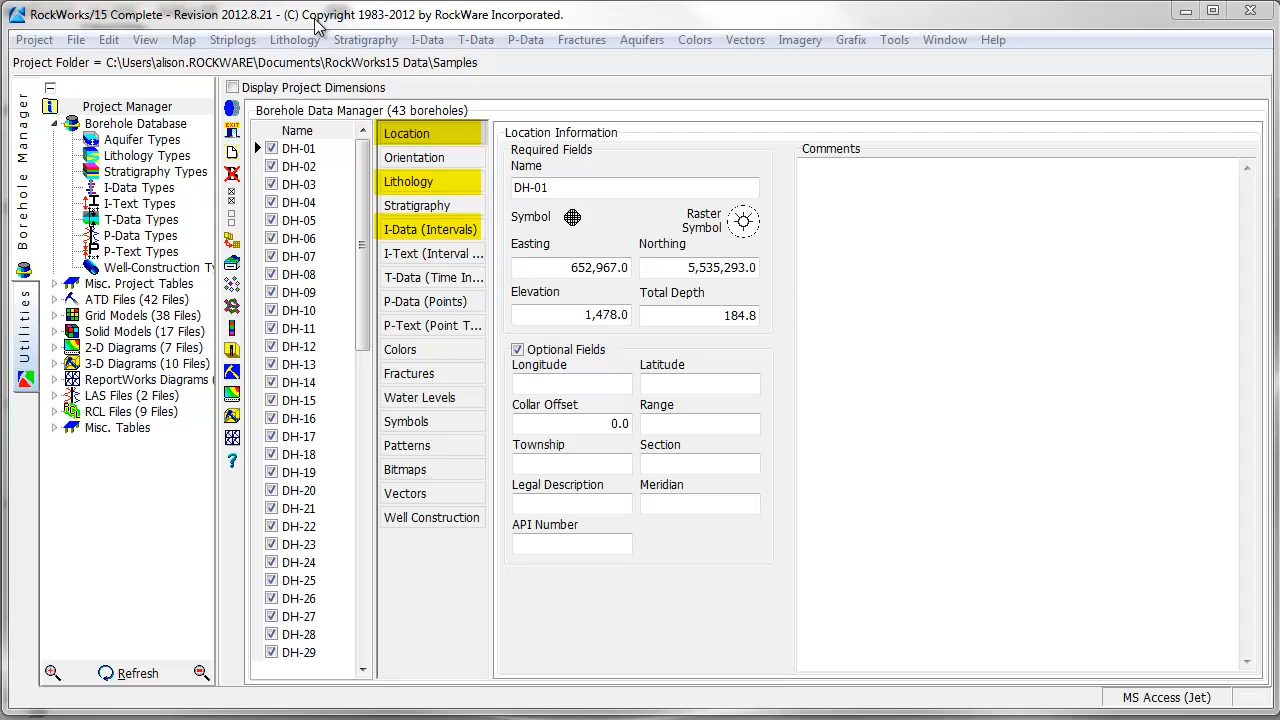 RockWorks/15 Complete - Revision 2012.8.21 - (C) Copyright 1983-2012 by RockWare Incorporated.
Project File Edit View Map Striplogs Lithology Stratigraphy I-Data T-Data P-Data Fractures Aquifers Colors Vectors Imagery Grafix Tools Window Help
Project Folder = C:\Users\alison.ROCKWARE\Documents\RockWorks15 Data\Samples
Borehole Manager
Utilities
Project Manager
Borehole Database
Aquifer Types
Lithology Types
Stratigraphy Types
I-Data Types
I-Text Types
T-Data Types
P-Data Types
P-Text Types
Well-Construction Ty
Misc. Project Tables
ATD Files (42 Files)
Grid Models (38 Files)
Solid Models (17 Files)
2-D Diagrams (7 Files)
3-D Diagrams (10 Files)
ReportWorks Diagrams (
LAS Files (2 Files)
RCL Files (9 Files)
Misc. Tables
Refresh
EXIT
Display Project Dimensions
Borehole Data Manager (43 boreholes)
Name
DH-01
DH-02
DH-03
DH-04
DH-05
DH-06
DH-07
DH-08
DH-09
DH-10
DH-11
DH-12
DH-13
DH-14
DH-15
DH-16
DH-17
DH-18
DH-19
DH-20
DH-21
DH-22
DH-23
DH-24
DH-25
DH-26
DH-27
DH-28
DH-29
Location
Orientation
Lithology
Stratigraphy
I-Data (Intervals)
I-Text (Interval ...
T-Data (Time In...
P-Data (Points)
P-Text (Point T...
Colors
Fractures
Water Levels
Symbols
Patterns
Bitmaps
Vectors
Well Construction
Location Information
Required Fields
Name
DH-01
Symbol Raster Symbol
Easting Northing
652,967.0 5,535,293.0
Elevation Total Depth
1,478.0 184.8
Optional Fields
Longitude Latitude
Collar Offset Range
0.0
Township Section
Legal Description Meridian
API Number
Comments
MS Access (Jet)